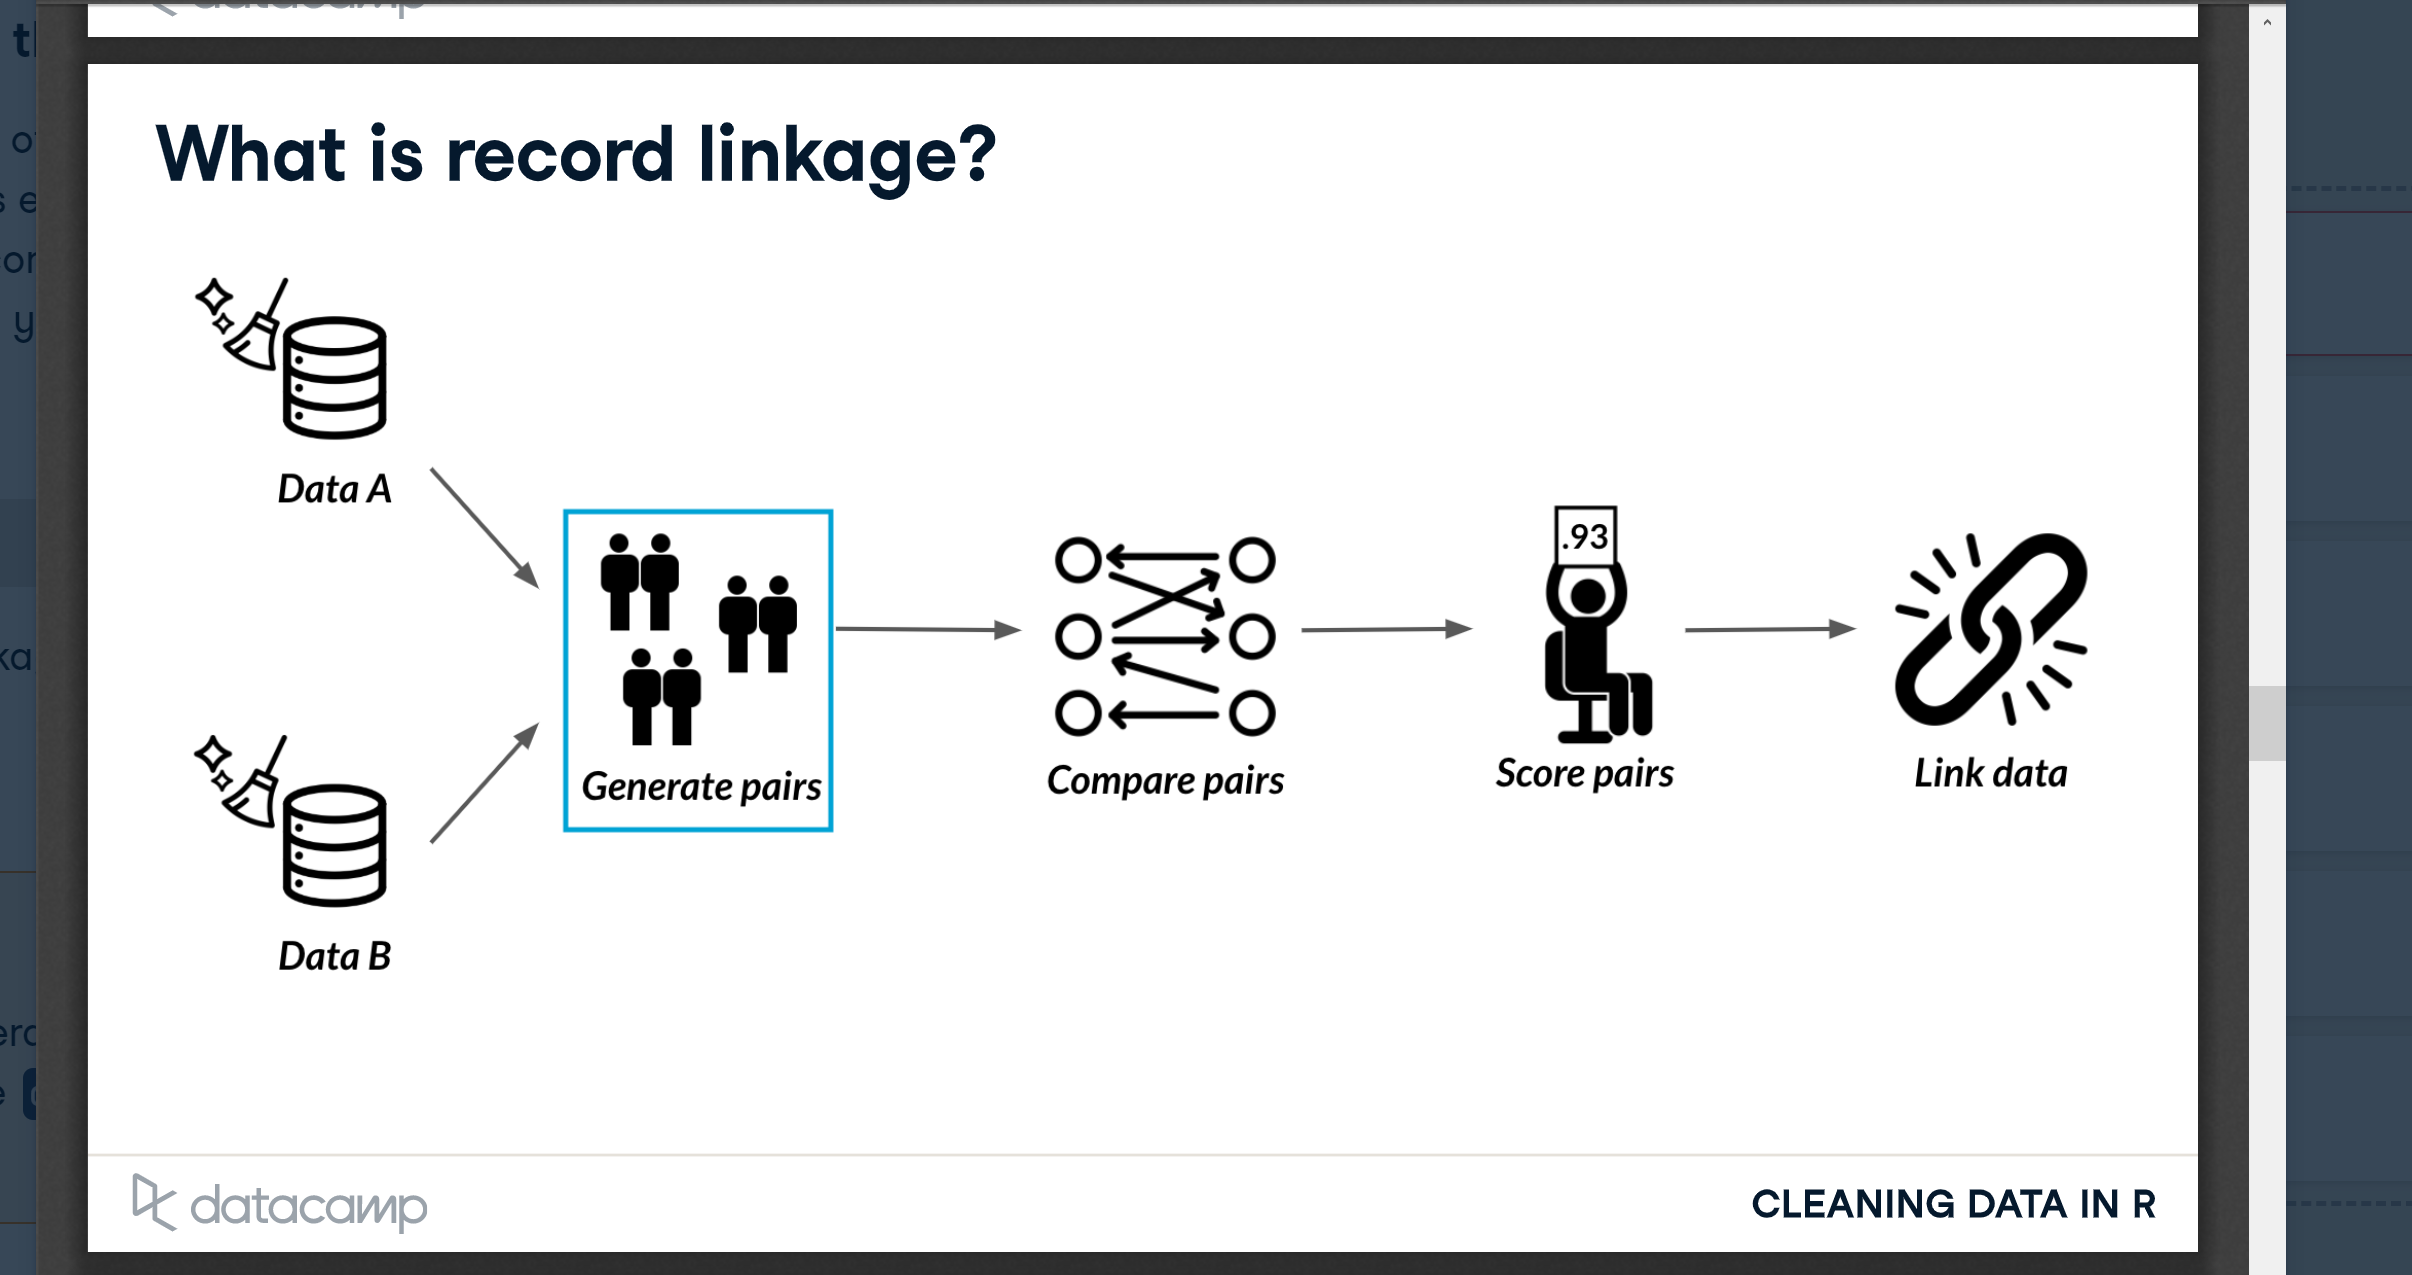 What is record linkage?
Data A
.93
Generate pairs
Compare pairs
Score pairs
Link data
Data B
datacamp
CLEANING DATA IN R